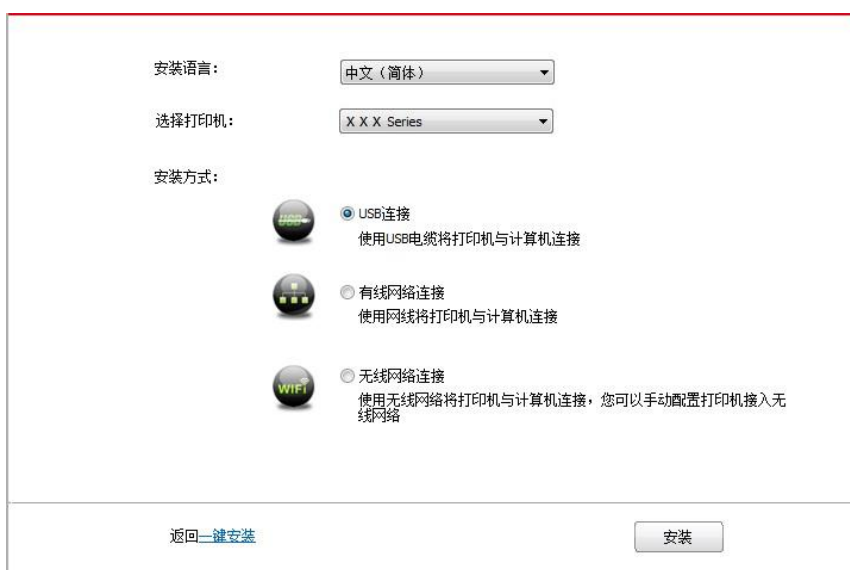 安装语言：
中文（简体）
选择打印机：
X X X Series
安装方式：
USB
USB连接
使用USB电缆将打印机与计算机连接
有线网络连接
使用网线将打印机与计算机连接
WiFi
无线网络连接
使用无线网络将打印机与计算机连接，您可以手动配置打印机接入无
线网络
返回一键安装
安装